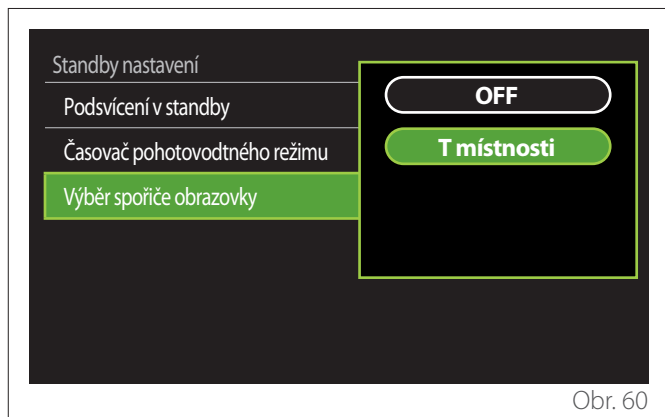 Standby nastavení
Podsvícení v standby
Časovač pohotovodtného režimu
Výběr spořiče obrazovky
OFF
T místnosti
Obr. 60